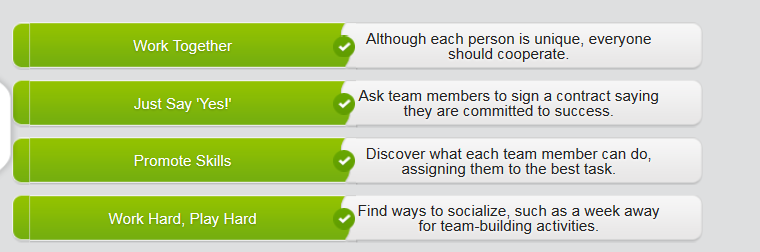 Work Together
Although each person is unique, everyone
should cooperate.
Just Say 'Yes!'
Ask team members to sign a contract saying
they are committed to success.
Promote Skills
Discover what each team member can do,
assigning them to the best task.
Work Hard, Play Hard
Find ways to socialize, such as a week away
for team-building activities.